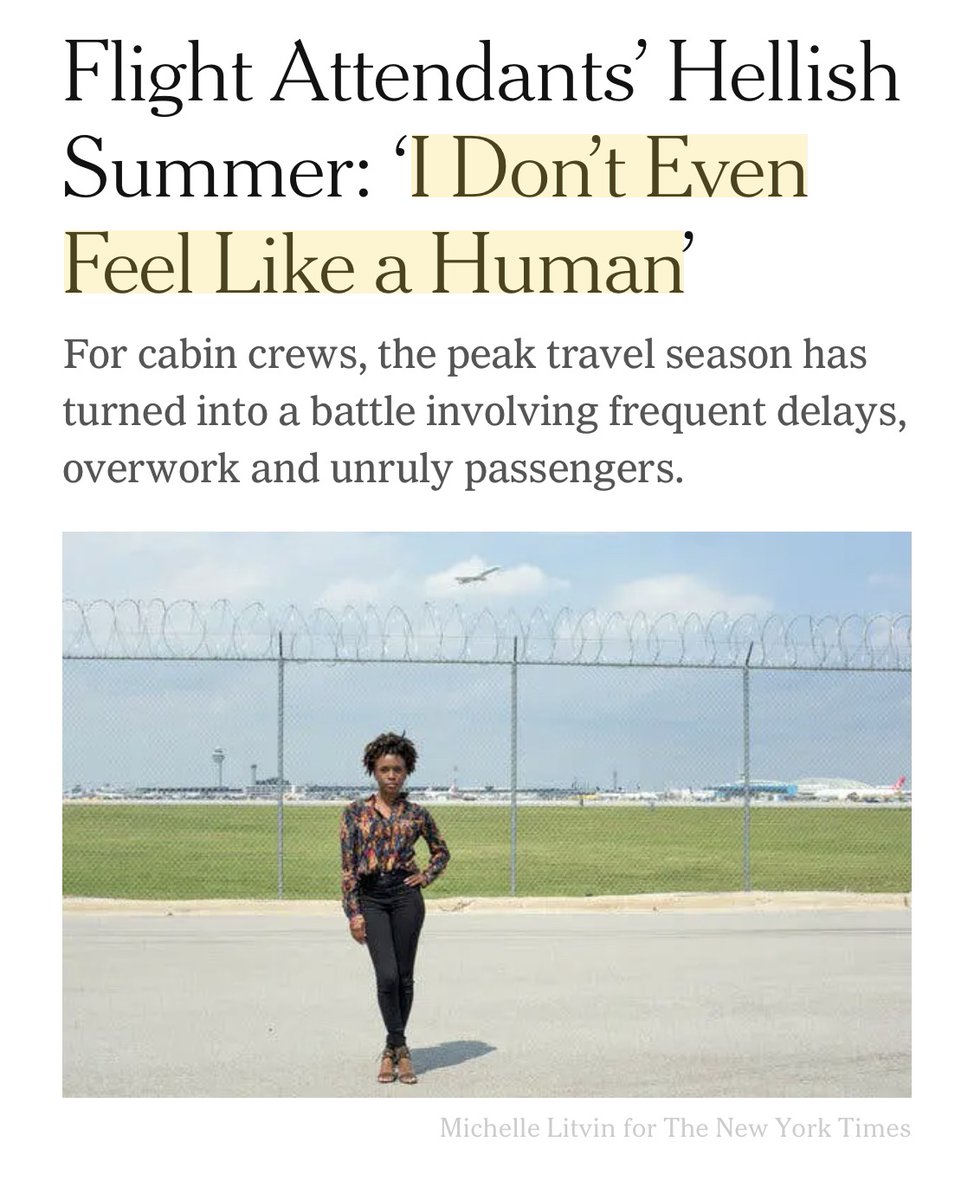 Flight Attendants’ Hellish
Summer: ‘I Don’t Even
Feel Like a Human’
For cabin crews, the peak travel season has
turned into a battle involving frequent delays,
overwork and unruly passengers.
Michelle Litvin for The New York Times